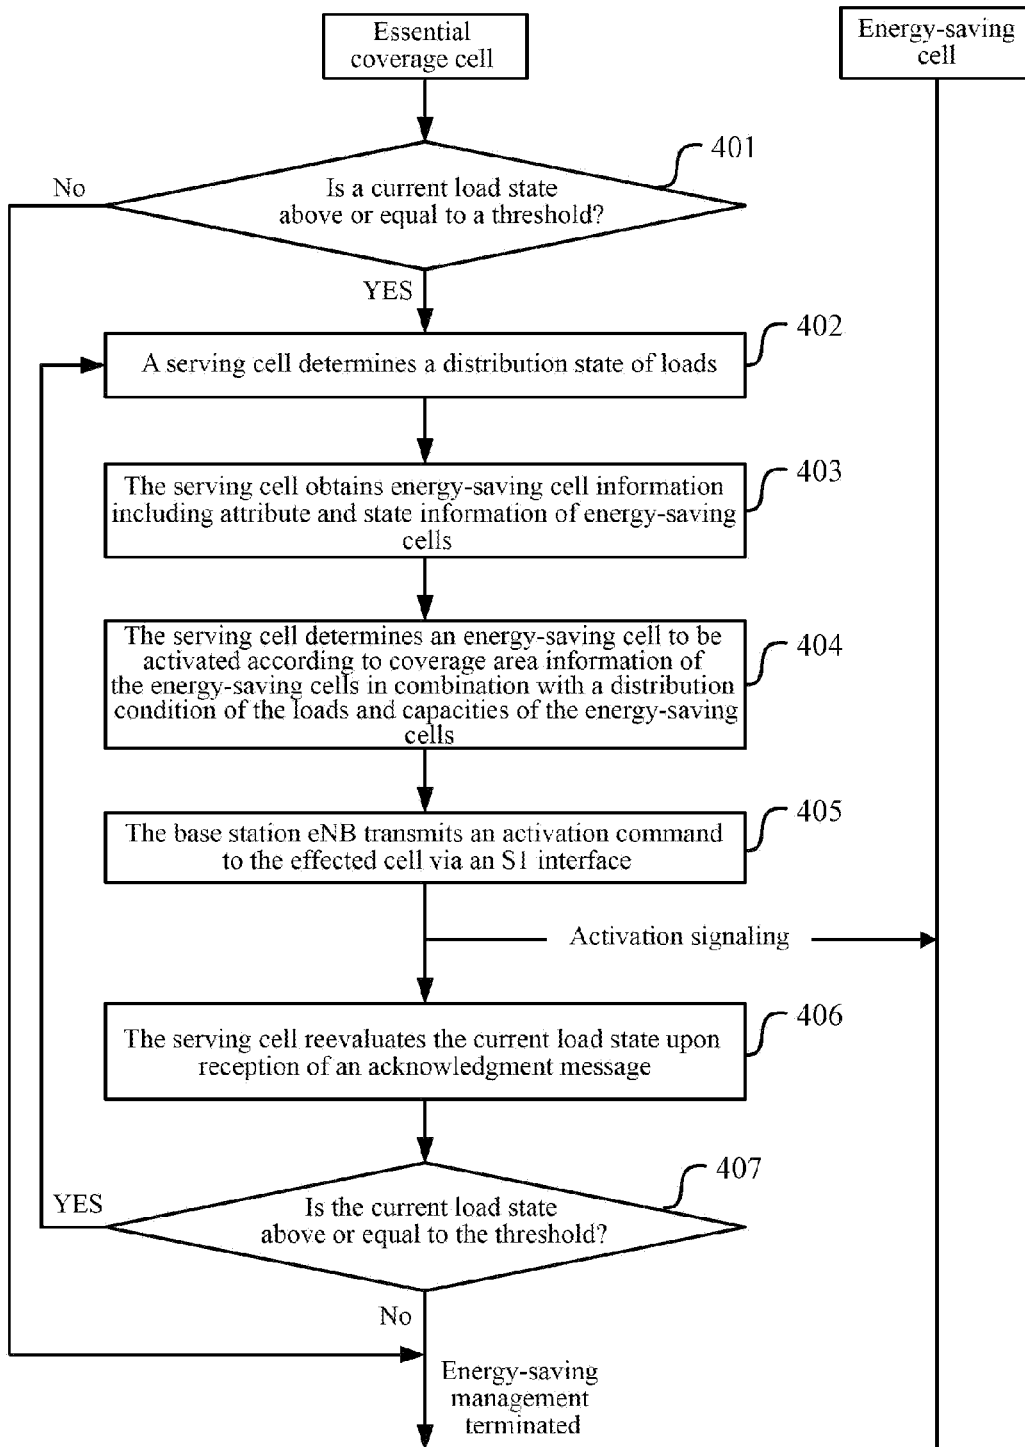 Essential
coverage cell
Energy-saving
cell
401
No
Is a current load state
above or equal to a threshold?
YES
402
A serving cell determines a distribution state of loads
403
The serving cell obtains energy-saving cell information
including attribute and state information of energy-saving
cells
404
The serving cell determines an energy-saving cell to be
activated according to coverage area information of
the energy-saving cells in combination with a distribution
condition of the loads and capacities of the energy-saving
cells
405
The base station eNB transmits an activation command
to the effected cell via an S1 interface
Activation signaling
406
The serving cell reevaluates the current load state upon
reception of an acknowledgment message
407
YES
Is the current load state
above or equal to the threshold?
No
Energy-saving
management
terminated